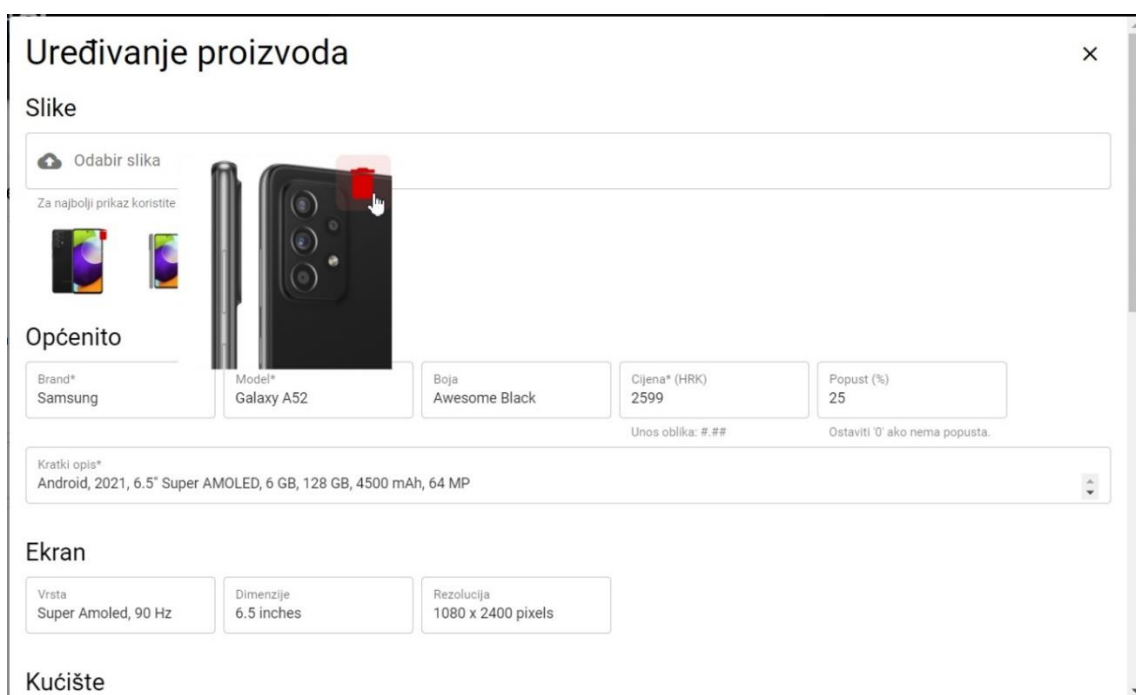 Uređivanje proizvoda
Slike
Odabir slika
Za najbolji prikaz koristite
Općenito
Brand* Model* Boja Cijena* (HRK) Popust (%)
Samsung Galaxy A52 Awesome Black 2599 25
Unos oblika: #.## Ostaviti '0' ako nema popusta.
Kratki opis*
Android, 2021, 6.5" Super AMOLED, 6 GB, 128 GB, 4500 mAh, 64 MP
Ekran
Vrsta Dimenzije Rezolucija
Super Amoled, 90 Hz 6.5 inches 1080 x 2400 pixels
Kućište